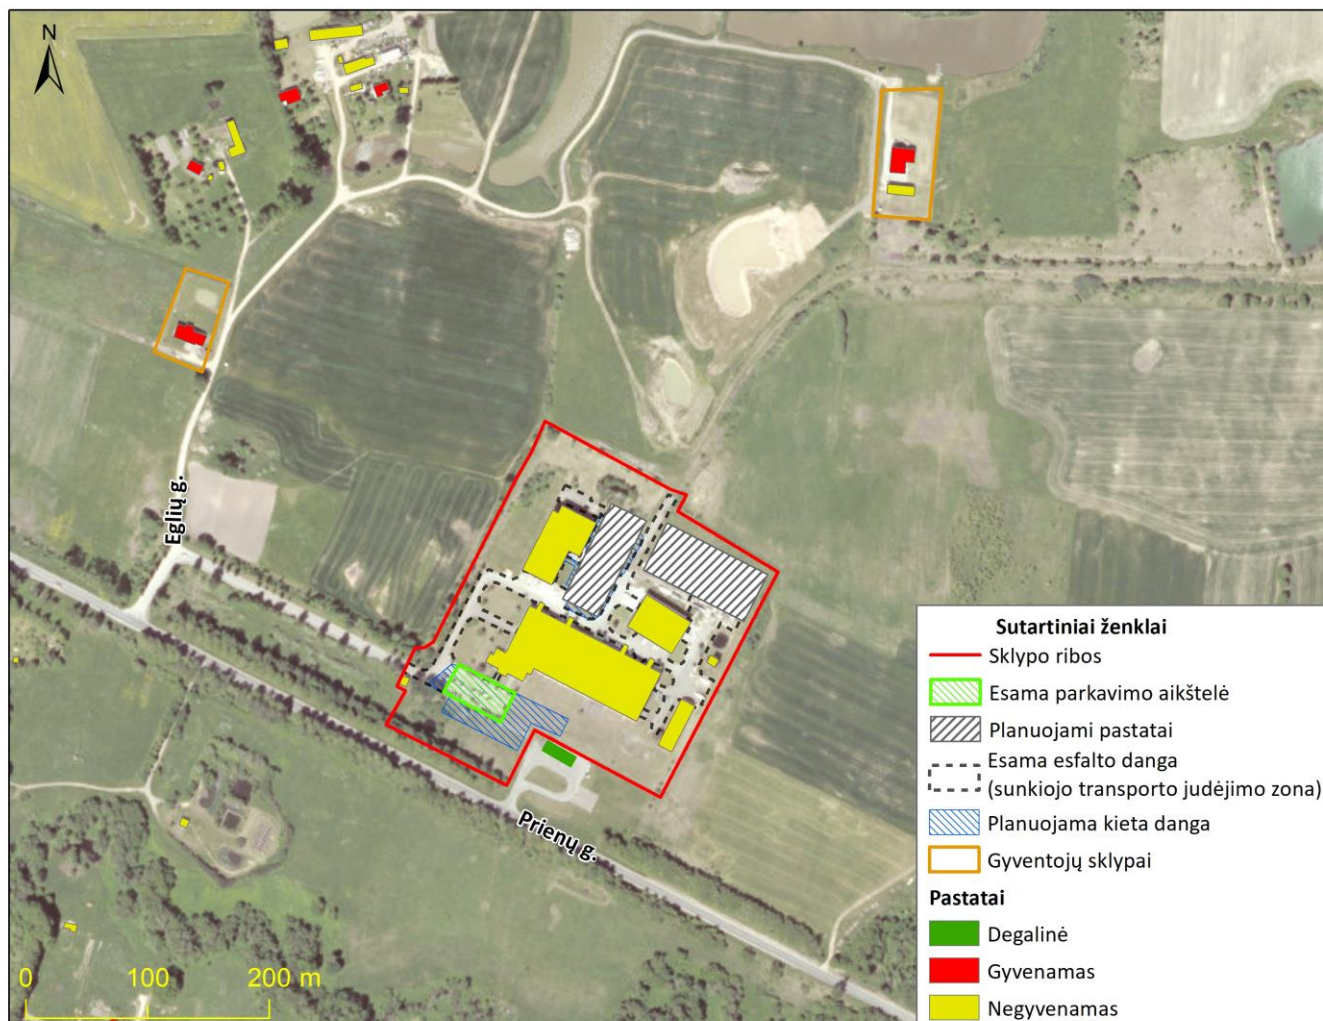 N
Eglių g.
Prienų g.
0 100 200 m
Sutartiniai ženklai
Sklypo ribos
Esama parkavimo aikštelė
Planuojami pastatai
Esama esfalto danga
(sunkiojo transporto judėjimo zona)
Planuojama kieta danga
Gyventojų sklypai
Pastatai
Degalinė
Gyvenamas
Negyvenamas